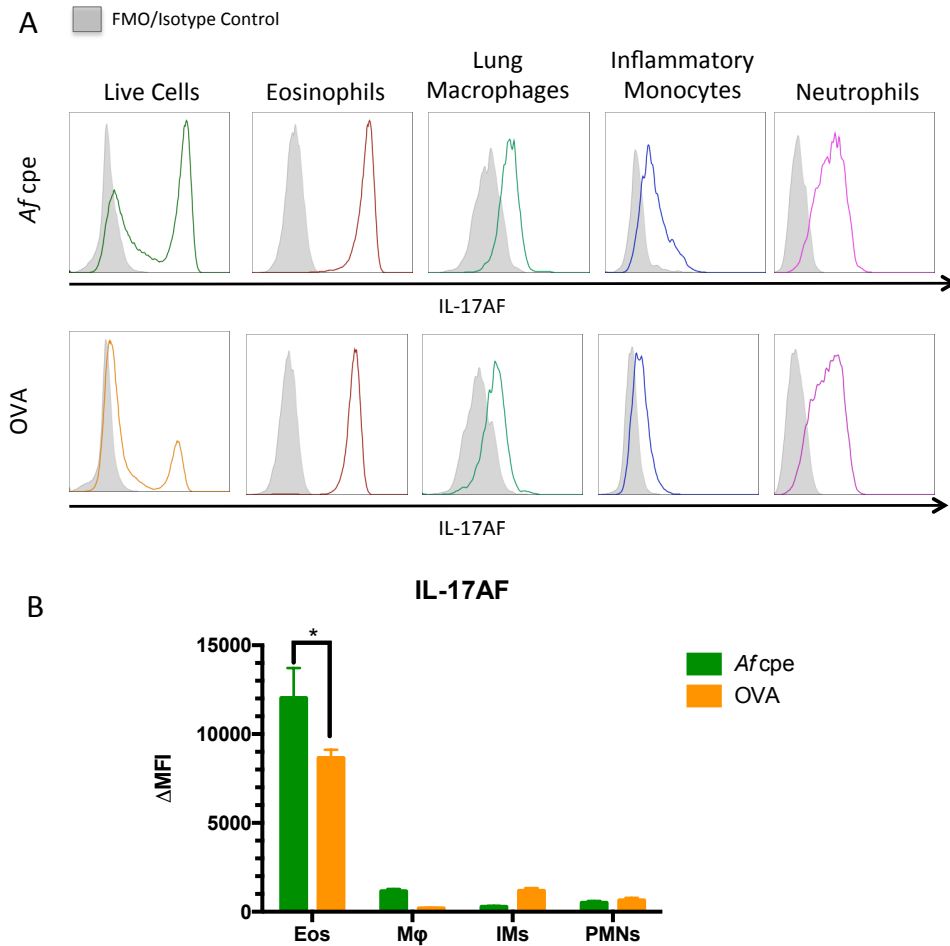 A
FMO/Isotype Control
Live Cells
Eosinophils
Lung
Macrophages
Inflammatory
Monocytes
Neutrophils
Af cpe
IL-17AF
OVA
IL-17AF
B
IL-17AF
*
15000
10000
5000
0
ΔMFI
Eos
Mφ
IMs
PMNs
Af cpe
OVA